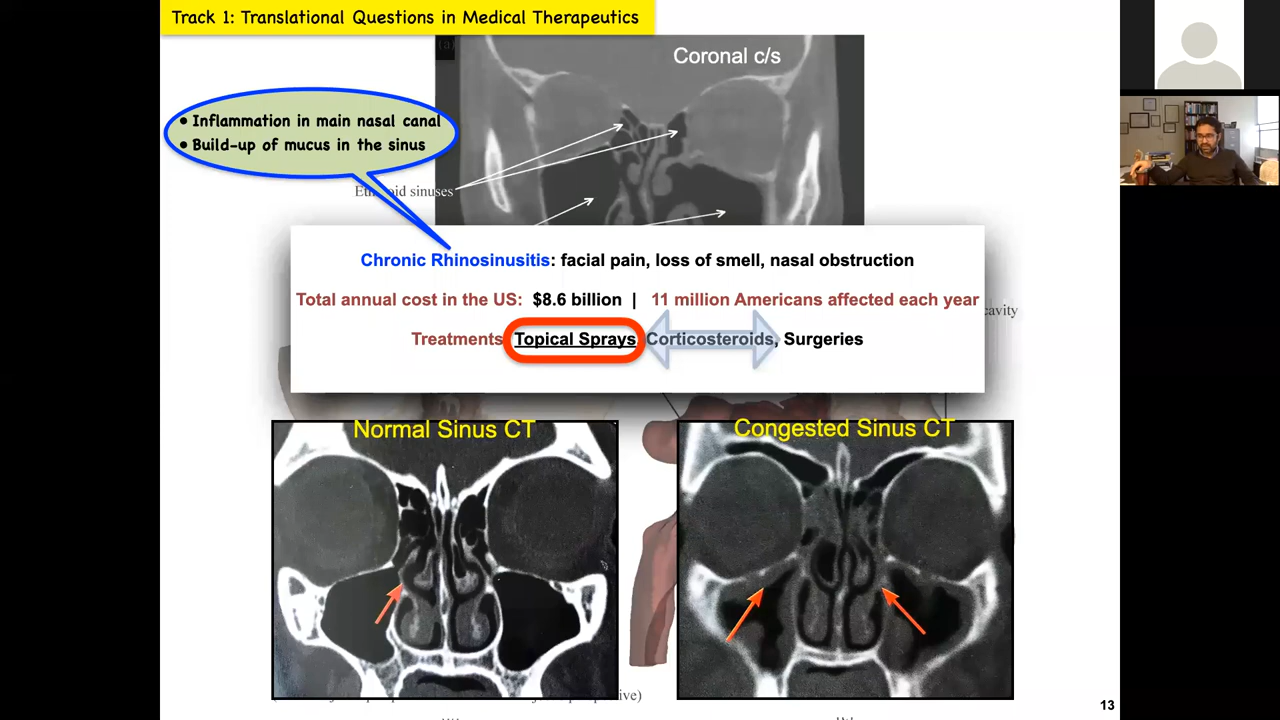 Track 1: Translational Questions in Medical Therapeutics
(a)
Coronal c/s
• Inflammation in main nasal canal
• Build-up of mucus in the sinus
sinuses
Chronic Rhinosinusitis: facial pain, loss of smell, nasal obstruction
Total annual cost in the US: $8.6 billion | 11 million Americans affected each year
cavity
Treatments Topical Sprays Corticosteroids, Surgeries
Normal Sinus CT
Congested Sinus CT
13